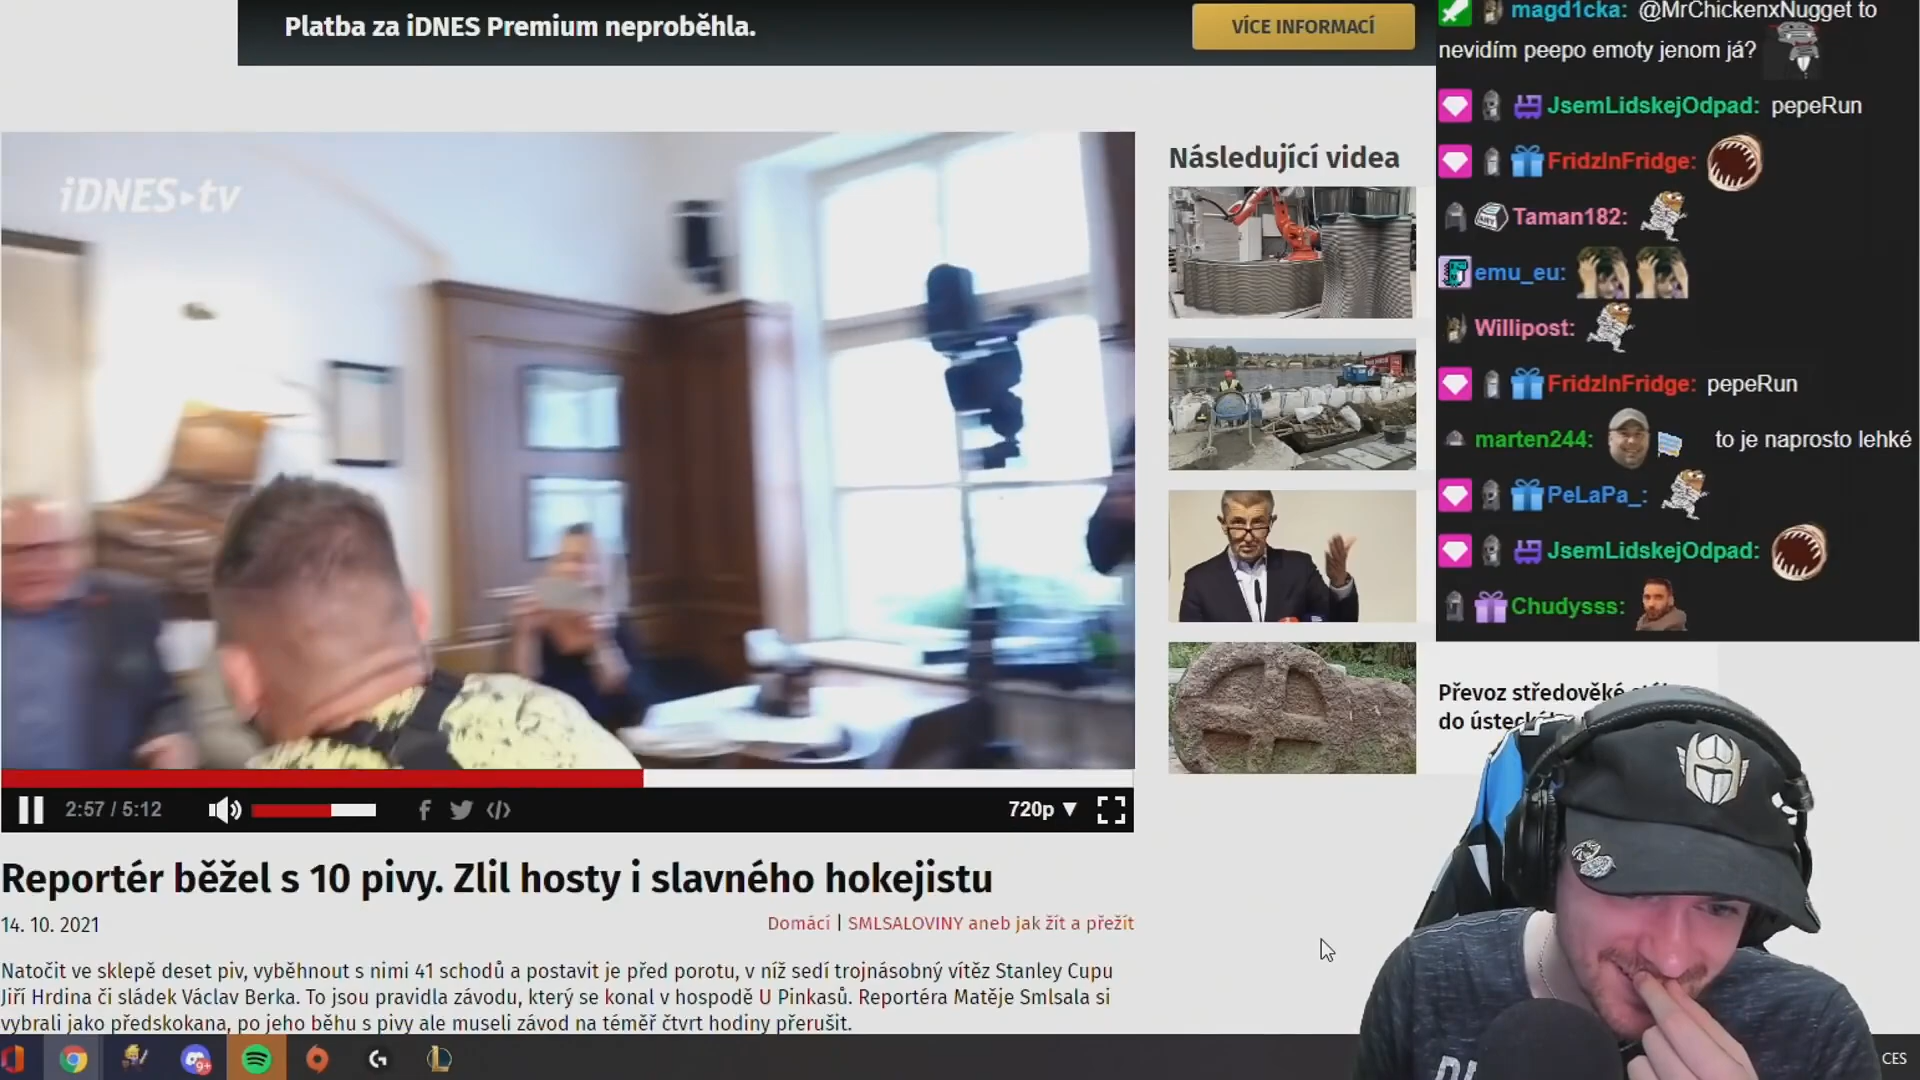 Platba za iDNES Premium neproběhla.
VÍCE INFORMACÍ
iDNES tv
Následující videa
magd1cka: @MrChickenxNugget to
nevidím peepo emoty jenom já?
JsemLidskejOdpad: pepeRun
FridzInFridge:
Taman182:
emu_eu:
Willipost:
FridzInFridge: pepeRun
marten244: to je naprosto lehké
PeLaPa_:
JsemLidskejOdpad:
Chudysss:
Převoz středověké
2:57 / 5:12
720p
Reportér běžel s 10 pivy. Zlil hosty i slavného hokejistu
14. 10. 2021
Domácí | SMLSALOVINY aneb jak žít a přežít
Natočit ve sklepě deset piv, vyběhnout s nimi 41 schodů a postavit je před porotu, v níž sedí trojnásobný vítěz Stanley Cupu
Jiří Hrdina či sládek Václav Berka. To jsou pravidla závodu, který se konal v hospodě U Pinkasů. Reportéra Matěje Smlsala si
vybrali jako předskokana, po jeho běhu s pivy ale museli závod na téměř čtvrt hodiny přerušit.
9+
CES